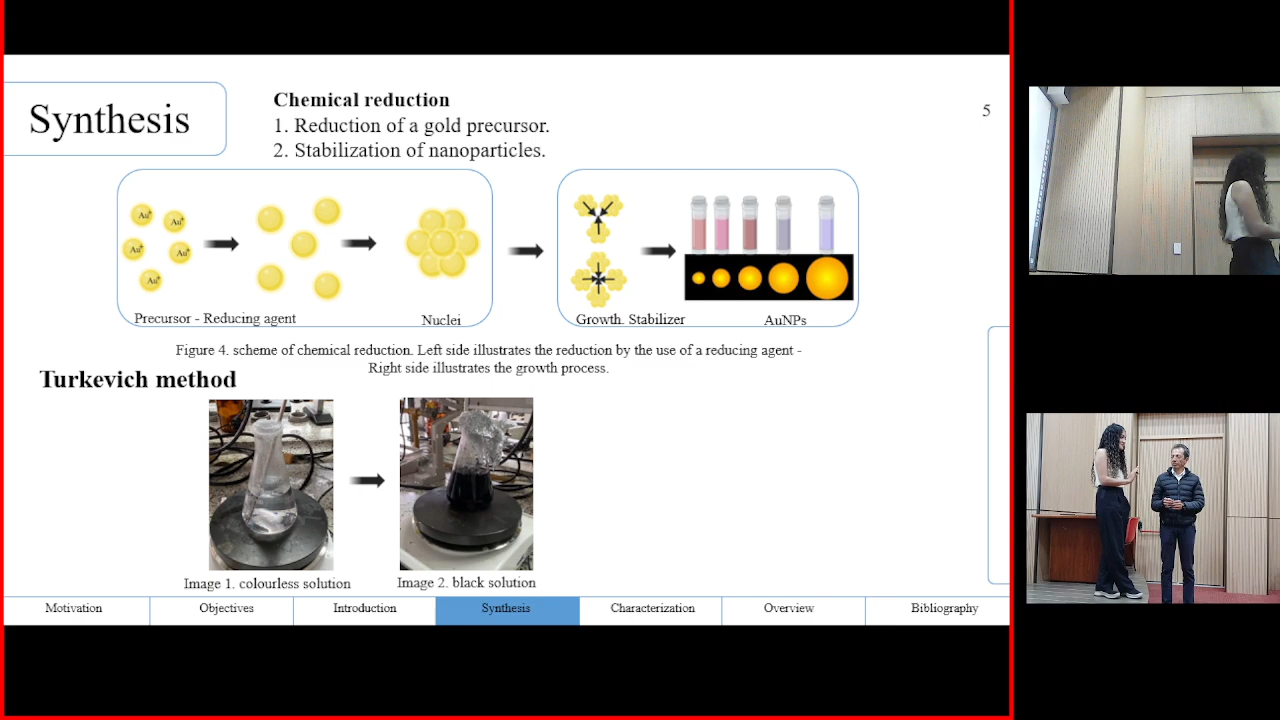 Synthesis
Chemical reduction
1. Reduction of a gold precursor.
2. Stabilization of nanoparticles.
5
Au+
Au+
Au+
Au+
Au+
Precursor - Reducing agent
Nuclei
Growth. Stabilizer
AuNPs
Figure 4. scheme of chemical reduction. Left side illustrates the reduction by the use of a reducing agent -
Right side illustrates the growth process.
Turkevich method
Image 1. colourless solution
Image 2. black solution
Motivation
Objectives
Introduction
Synthesis
Characterization
Overview
Bibliography